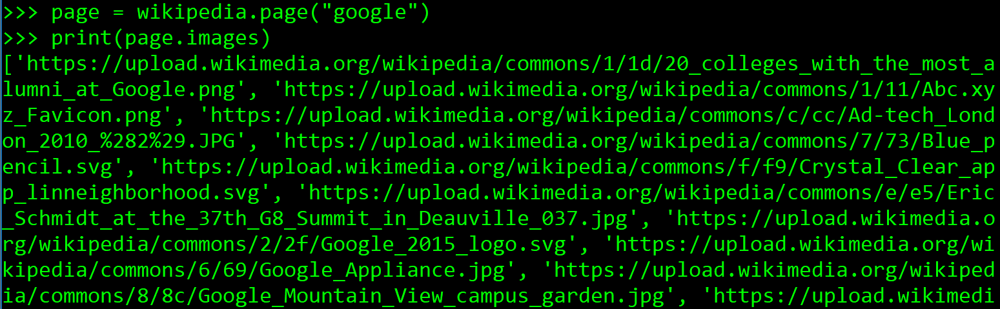 >>> page = wikipedia.page("google")
>>> print(page.images)
['https://upload.wikimedia.org/wikipedia/commons/1/1d/20_colleges_with_the_most_a
lumni_at_Google.png', 'https://upload.wikimedia.org/wikipedia/commons/1/11/Abc.xy
z_Favicon.png', 'https://upload.wikimedia.org/wikipedia/commons/c/cc/Ad-tech_Lond
on_2010_%282%29.JPG', 'https://upload.wikimedia.org/wikipedia/commons/7/73/Blue_p
encil.svg', 'https://upload.wikimedia.org/wikipedia/commons/f/f9/Crystal_Clear_ap
p_linneighborhood.svg', 'https://upload.wikimedia.org/wikipedia/commons/e/e5/Eric
_Schmidt_at_the_37th_G8_Summit_in_Deauville_037.jpg', 'https://upload.wikimedia.o
rg/wikipedia/commons/2/2f/Google_2015_logo.svg', 'https://upload.wikimedia.org/wi
kipedia/commons/6/69/Google_Appliance.jpg', 'https://upload.wikimedia.org/wikiped
ia/commons/8/8c/Google_Mountain_View_campus_garden.jpg', 'https://upload.wikimedi